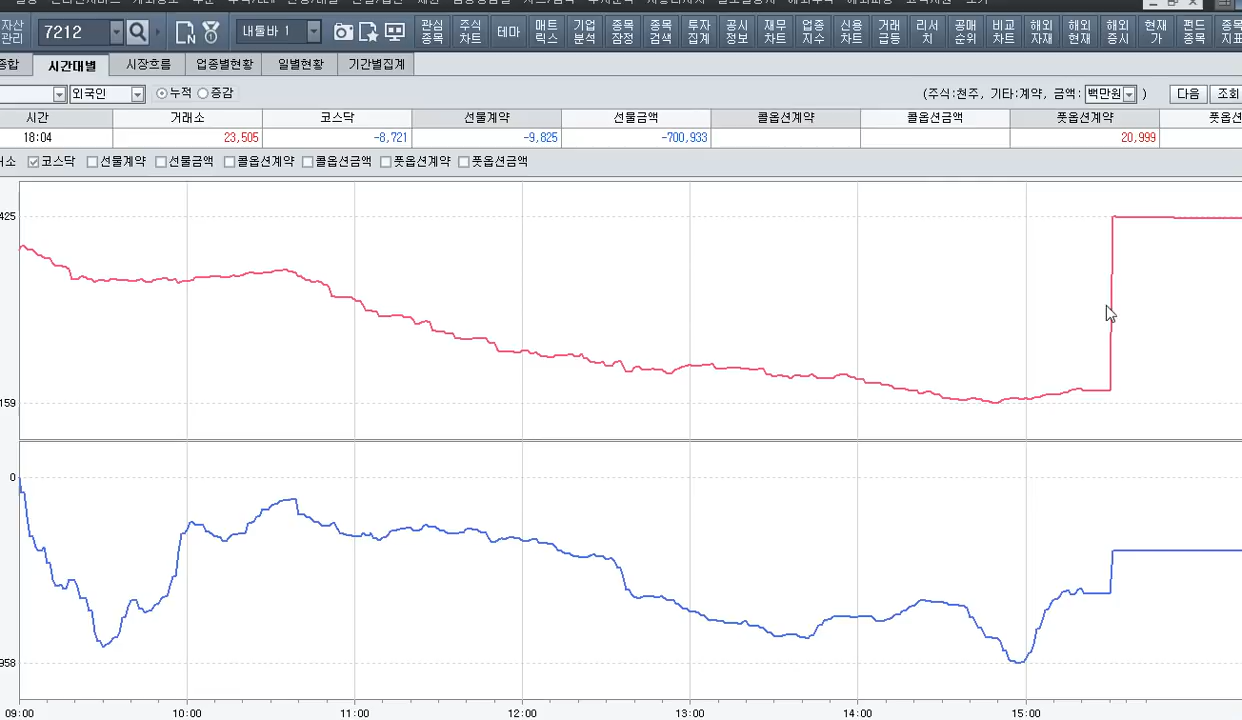 자산 관리 7212 내툴바 1 관심 종목 주식 차트 테마 매트릭스 기업 분석 종목 잠정 종목 검색 투자 집계 공시 정보 재무 차트 업종 지수 신용 차트 거래 급등 리서치 공매 순위 비교 차트 해외 자재 해외 현재 해외 증시 현재가 펀드 종목 종목 지표
종합 시간대별 시장흐름 업종별현황 일별현황 기간별집계
외국인 누적 증감 (주식:천주, 기타:계약, 금액: 백만원 ) 다음 조회
시간 거래소 코스닥 선물계약 선물금액 콜옵션계약 콜옵션금액 풋옵션계약 풋옵션
18:04 23,505 -8,721 -9,825 -700,933 20,999
래소 코스닥 선물계약 선물금액 콜옵션계약 콜옵션금액 풋옵션계약 풋옵션금액
425
159
0
958
09:00 10:00 11:00 12:00 13:00 14:00 15:00